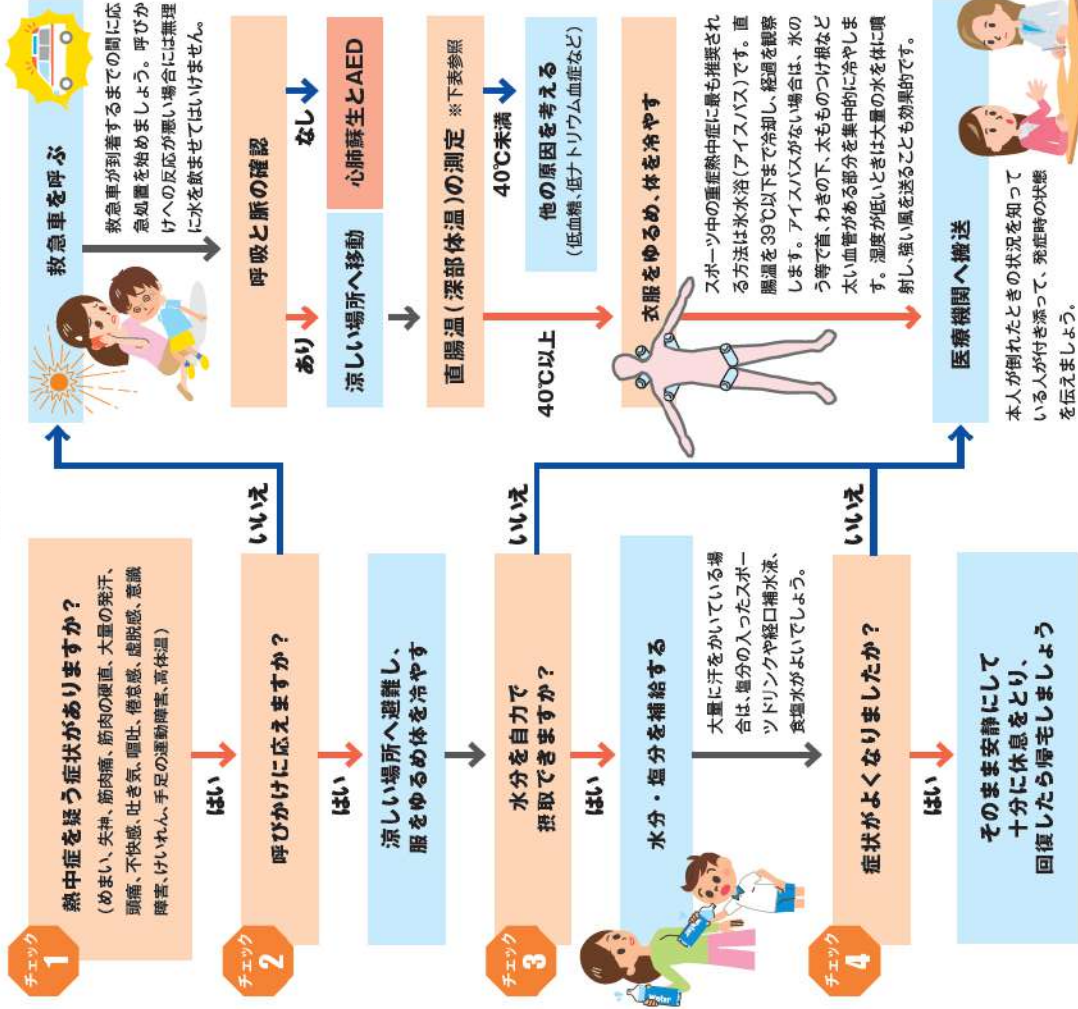 チェック
1
熱中症を疑う症状がありますか？
(めまい、失神、筋肉痛、筋肉の硬直、大量の発汗、
頭痛、不快感、吐き気、嘔吐、倦怠感、虚脱感、意識
障害、けいれん、手足の運動障害、高体温)
はい
チェック
2
呼びかけに応えますか？
いいえ
はい
涼しい場所へ避難し、
服をゆるめ体を冷やす
チェック
3
水分を自力で
摂取できますか？
いいえ
はい
水分・塩分を補給する
大量に汗をかいている場
合は、塩分の入ったスポー
ツドリンクや経口補水液、
食塩水がよいでしょう。
Water
Water
チェック
4
症状がよくなりましたか？
いいえ
はい
そのまま安静にして
十分に休息をとり、
回復したら帰宅しましょう
救急車を呼ぶ
救急車が到着するまでの間に応
急処置を始めましょう。呼びか
けへの反応が悪い場合には無理
に水を飲ませてはいけません。
呼吸と脈の確認
あり
なし
涼しい場所へ移動
心肺蘇生とAED
直腸温(深部体温)の測定 ※下表参照
40℃以上
40℃未満
他の原因を考える
(低血糖、低ナトリウム血症など)
衣服をゆるめ、体を冷やす
スポーツ中の重症熱中症に最も推奨され
る方法は氷水浴(アイスバス)です。直
腸温を39℃以下まで冷却し、経過を観察
します。アイスバスがない場合は、氷の
う等で首、わきの下、太もものつけ根など
太い血管がある部分を集中的に冷やしま
す。湿度が低いときは大量の水を体に噴
射し、強い風を送ることも効果的です。
医療機関へ搬送
本人が倒れたときの状況を知って
いる人が付き添って、発症時の状態
を伝えましょう。